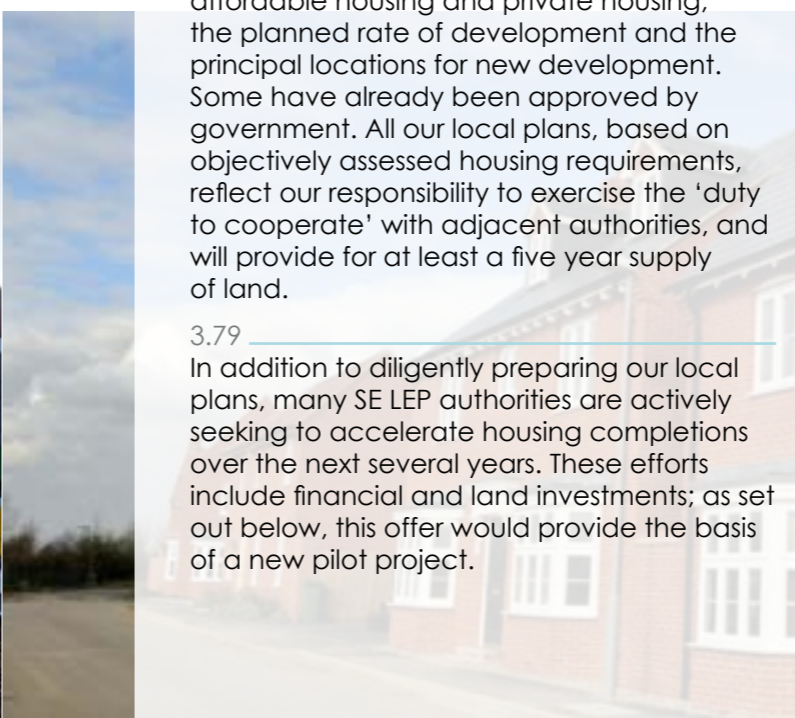 affordable housing and private housing,
the planned rate of development and the
principal locations for new development.
Some have already been approved by
government. All our local plans, based on
objectively assessed housing requirements,
reflect our responsibility to exercise the ‘duty
to cooperate’ with adjacent authorities, and
will provide for at least a five year supply
of land.
3.79
In addition to diligently preparing our local
plans, many SE LEP authorities are actively
seeking to accelerate housing completions
over the next several years. These efforts
include financial and land investments; as set
out below, this offer would provide the basis
of a new pilot project.